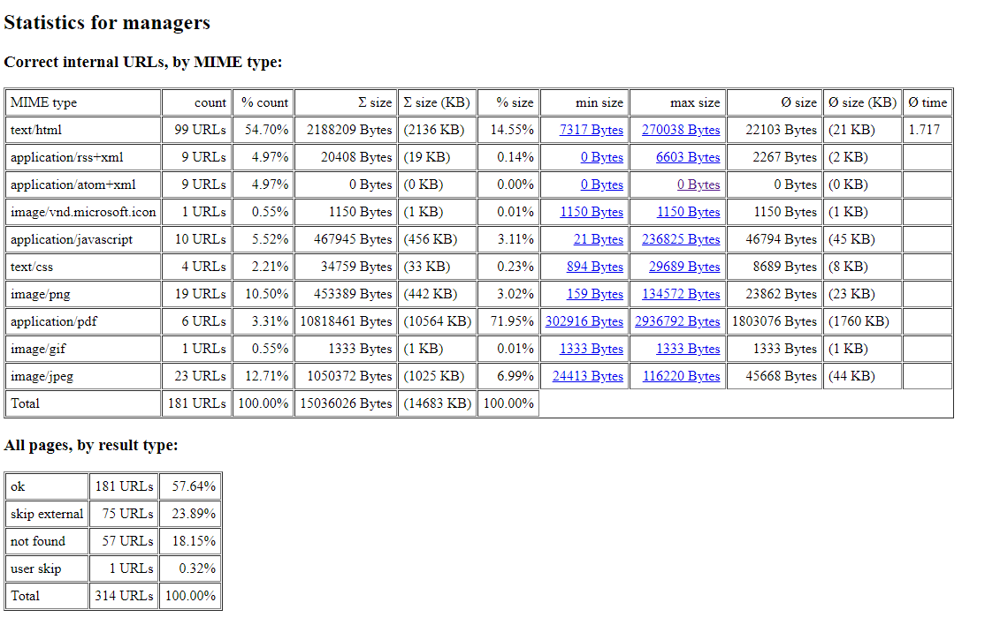 Statistics for managers
Correct internal URLs, by MIME type:
MIME type count % count Σ size Σ size (KB) % size min size max size Ø size Ø size (KB) Ø time
text/html 99 URLs 54.70% 2188209 Bytes (2136 KB) 14.55% 7317 Bytes 270038 Bytes 22103 Bytes (21 KB) 1.717
application/rss+xml 9 URLs 4.97% 20408 Bytes (19 KB) 0.14% 0 Bytes 6603 Bytes 2267 Bytes (2 KB)
application/atom+xml 9 URLs 4.97% 0 Bytes (0 KB) 0.00% 0 Bytes 0 Bytes 0 Bytes (0 KB)
image/vnd.microsoft.icon 1 URLs 0.55% 1150 Bytes (1 KB) 0.01% 1150 Bytes 1150 Bytes 1150 Bytes (1 KB)
application/javascript 10 URLs 5.52% 467945 Bytes (456 KB) 3.11% 21 Bytes 236825 Bytes 46794 Bytes (45 KB)
text/css 4 URLs 2.21% 34759 Bytes (33 KB) 0.23% 894 Bytes 29689 Bytes 8689 Bytes (8 KB)
image/png 19 URLs 10.50% 453389 Bytes (442 KB) 3.02% 159 Bytes 134572 Bytes 23862 Bytes (23 KB)
application/pdf 6 URLs 3.31% 10818461 Bytes (10564 KB) 71.95% 302916 Bytes 2936792 Bytes 1803076 Bytes (1760 KB)
image/gif 1 URLs 0.55% 1333 Bytes (1 KB) 0.01% 1333 Bytes 1333 Bytes 1333 Bytes (1 KB)
image/jpeg 23 URLs 12.71% 1050372 Bytes (1025 KB) 6.99% 24413 Bytes 116220 Bytes 45668 Bytes (44 KB)
Total 181 URLs 100.00% 15036026 Bytes (14683 KB) 100.00%
All pages, by result type:
ok 181 URLs 57.64%
skip external 75 URLs 23.89%
not found 57 URLs 18.15%
user skip 1 URLs 0.32%
Total 314 URLs 100.00%